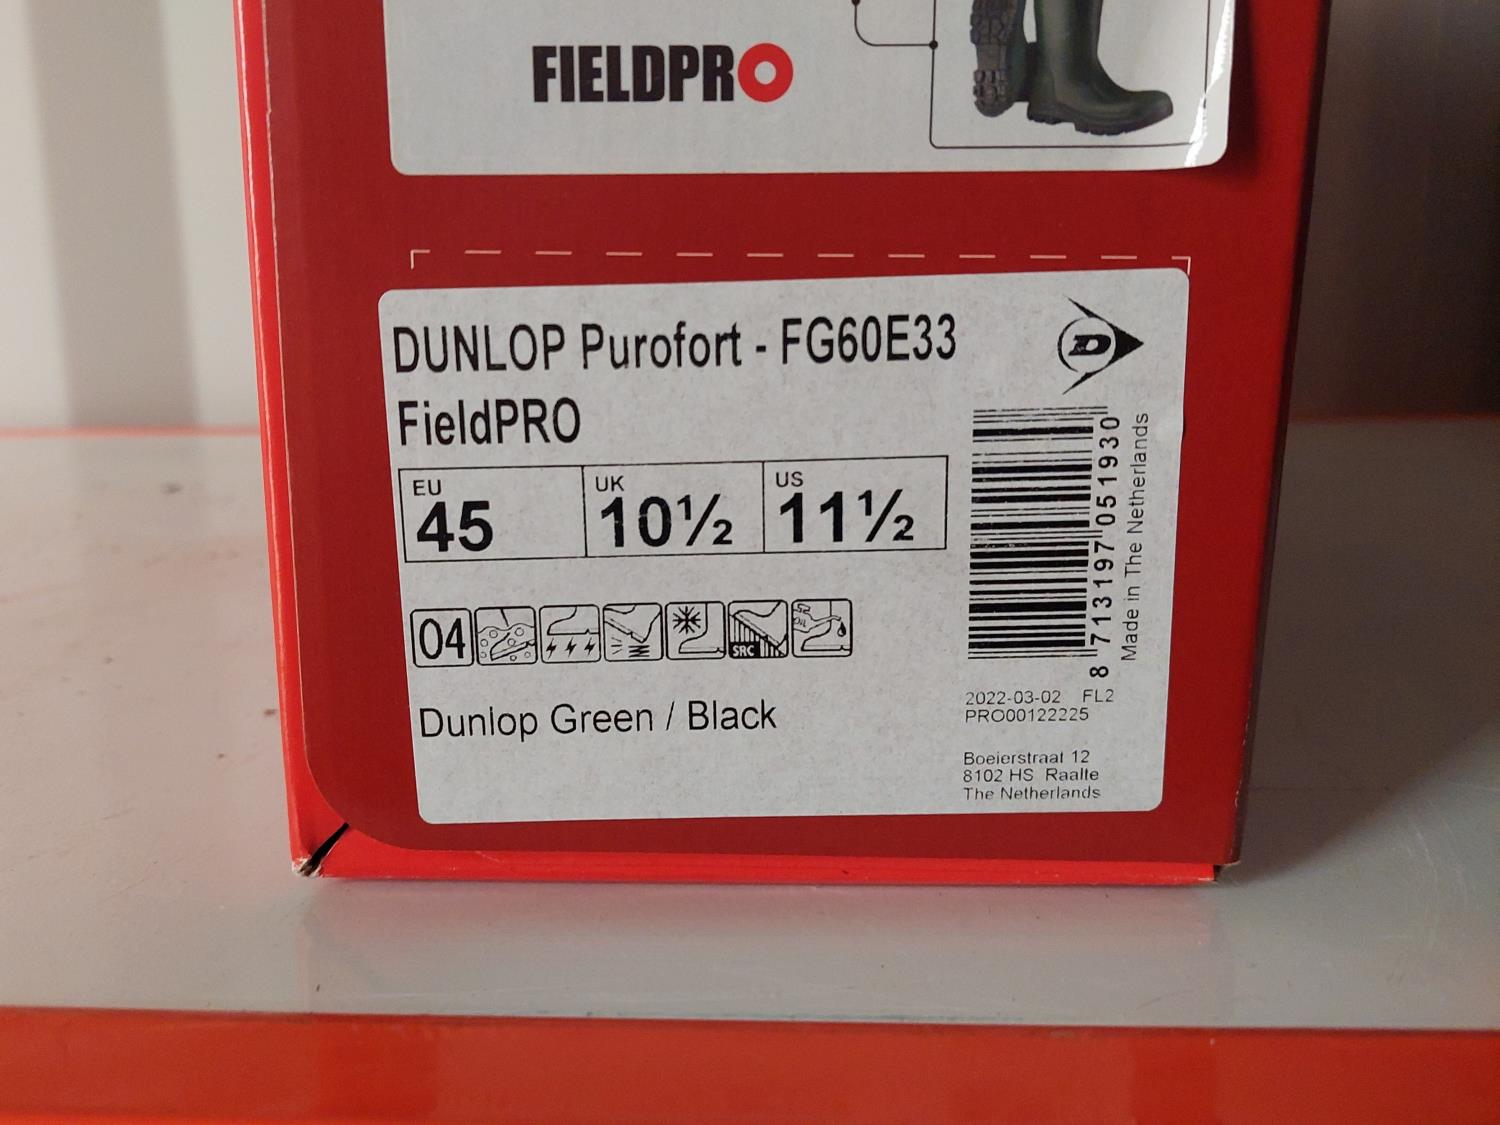 FIELDPRO
DUNLOP Purofort - FG60E33
FieldPRO
D
EU
45
UK
10½
US
11½
04
SRC
OIL
Dunlop Green / Black
8 713197 051930
Made in The Netherlands
2022-03-02 FL2
PRO00122225
Boeierstraat 12
8102 HS Raalte
The Netherlands